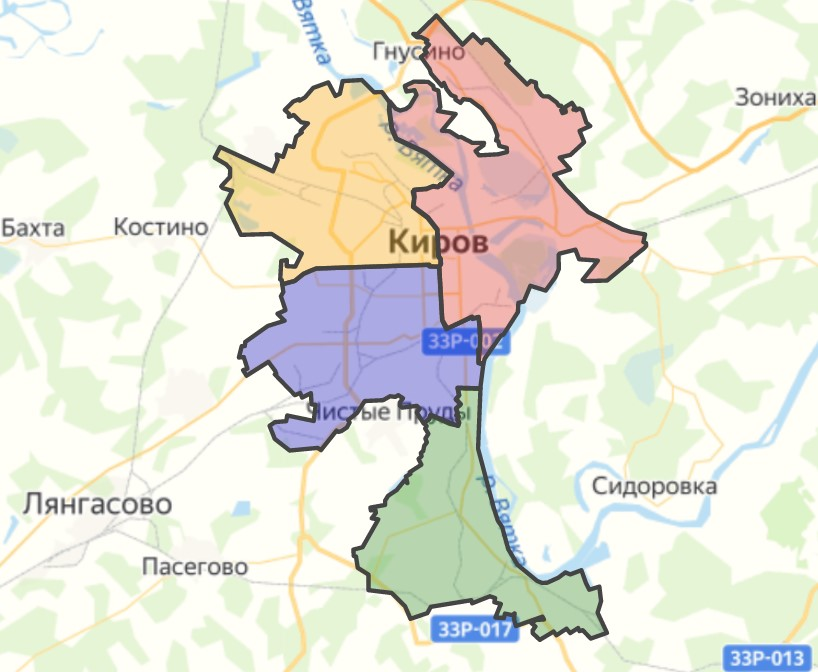 Вятка
Гнусино
Зониха
р. Вятка
Бахта
Костино
Киров
33Р-002
Чистые Пруды
Сидоровка
Лянгасово
р. Вятка
Пасегово
33Р-017
33Р-013